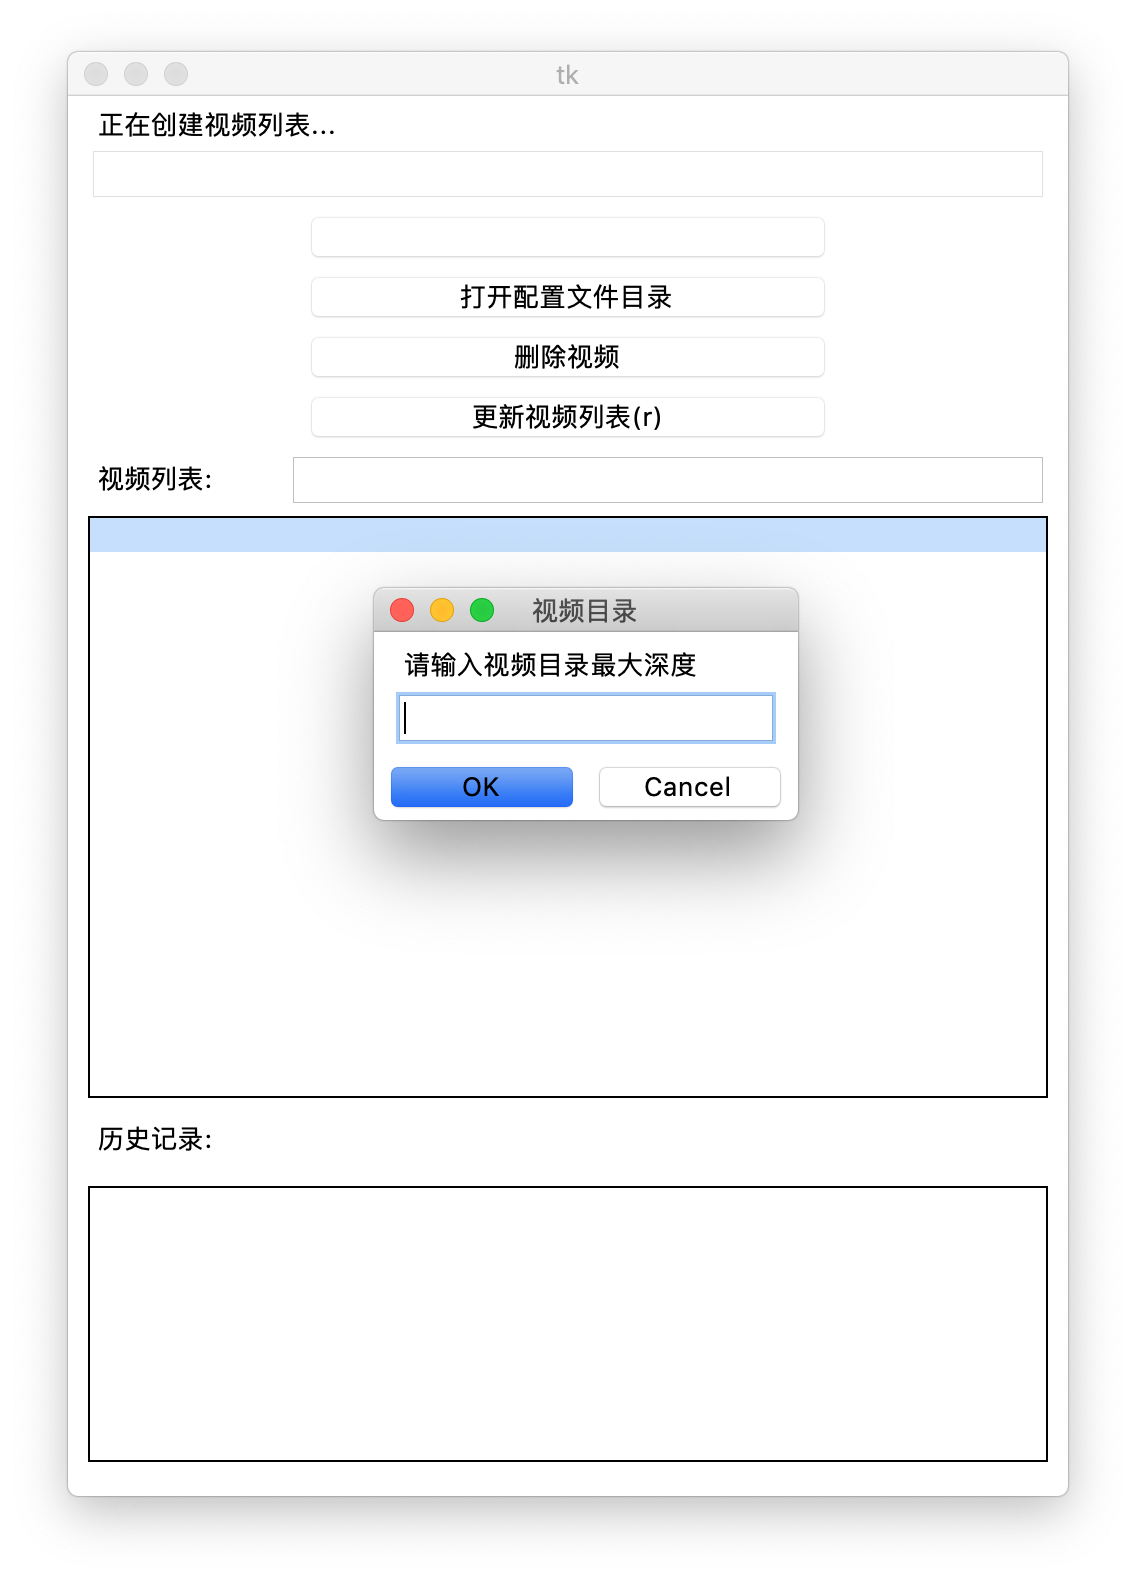 tk
正在创建视频列表...
打开配置文件目录
删除视频
更新视频列表(r)
视频列表:
视频目录
请输入视频目录最大深度
OK
Cancel
历史记录: